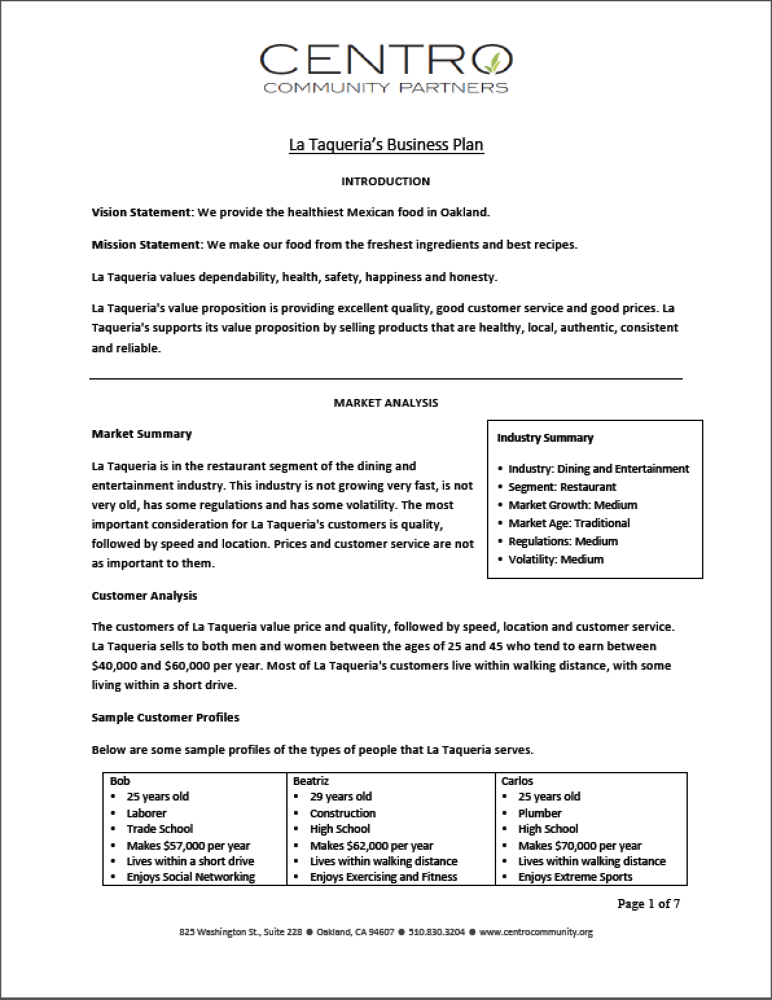 CENTRO
COMMUNITY PARTNERS
La Taqueria's Business Plan
INTRODUCTION
Vision Statement: We provide the healthiest Mexican food in Oakland.
Mission Statement: We make our food from the freshest ingredients and best recipes.
La Taqueria values dependability, health, safety, happiness and honesty.
La Taqueria's value proposition is providing excellent quality, good customer service and good prices. La
Taqueria's supports its value proposition by selling products that are healthy, local, authentic, consistent
and reliable.
MARKET ANALYSIS
Market Summary
La Taqueria is in the restaurant segment of the dining and
entertainment industry. This industry is not growing very fast, is not
very old, has some regulations and has some volatility. The most
important consideration for La Taqueria's customers is quality,
followed by speed and location. Prices and customer service are not
as important to them.
Industry Summary
• Industry: Dining and Entertainment
• Segment: Restaurant
• Market Growth: Medium
• Market Age: Traditional
• Regulations: Medium
• Volatility: Medium
Customer Analysis
The customers of La Taqueria value price and quality, followed by speed, location and customer service.
La Taqueria sells to both men and women between the ages of 25 and 45 who tend to earn between
$40,000 and $60,000 per year. Most of La Taqueria's customers live within walking distance, with some
living within a short drive.
Sample Customer Profiles
Below are some sample profiles of the types of people that La Taqueria serves.
Bob
• 25 years old
• Laborer
• Trade School
• Makes $57,000 per year
• Lives within a short drive
• Enjoys Social Networking
Beatriz
• 29 years old
• Construction
• High School
• Makes $62,000 per year
• Lives within walking distance
• Enjoys Exercising and Fitness
Carlos
• 25 years old
• Plumber
• High School
• Makes $70,000 per year
• Lives within walking distance
• Enjoys Extreme Sports
Page 1 of 7
825 Washington St., Suite 228 ● Oakland, CA 94607 ● 510.830.3204 ● www.centrocommunity.org